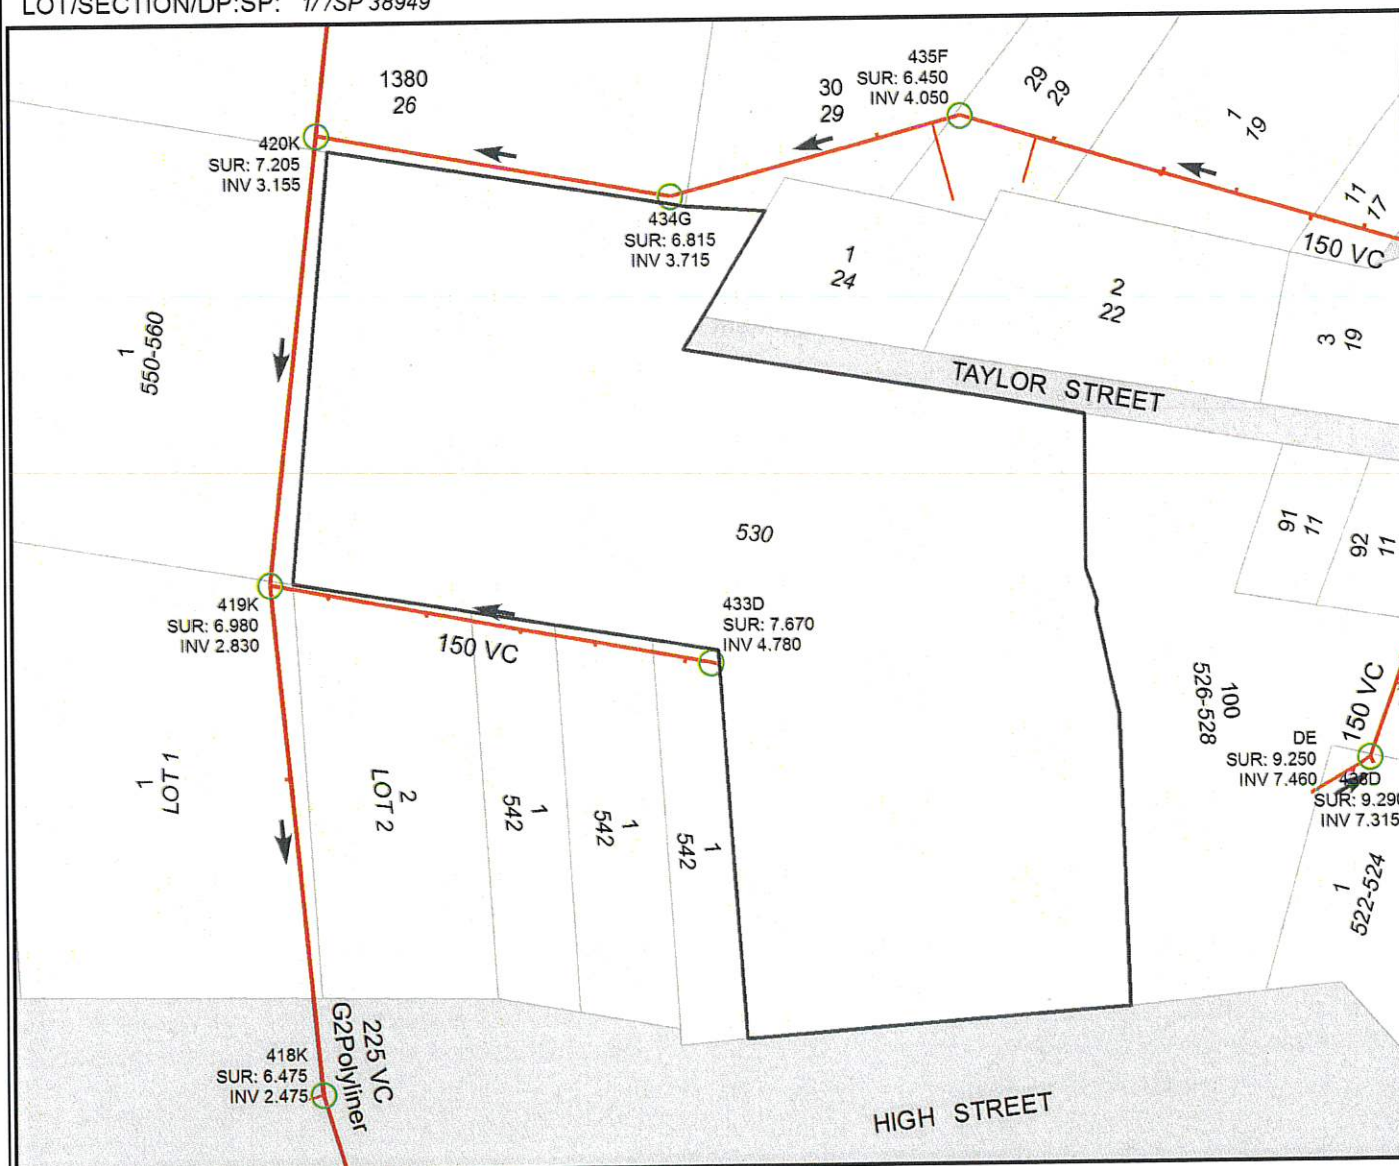 LOT/SECTION/DP:SP: 1/7SP 38949
1380
26
30
29
435F
SUR: 6.450
INV 4.050
29
29
1
19
11
17
150 VC
420K
SUR: 7.205
INV 3.155
434G
SUR: 6.815
INV 3.715
1
24
2
22
3
19
1
550-560
TAYLOR STREET
91
11
92
11
530
419K
SUR: 6.980
INV 2.830
150 VC
433D
SUR: 7.670
INV 4.780
100
526-528
150 VC
DE
SUR: 9.250
INV 7.460
438D
SUR: 9.290
INV 7.315
1
LOT 1
2
LOT 2
1
542
1
542
1
542
1
522-524
225 VC
G2Polyliner
418K
SUR: 6.475
INV 2.475
HIGH STREET